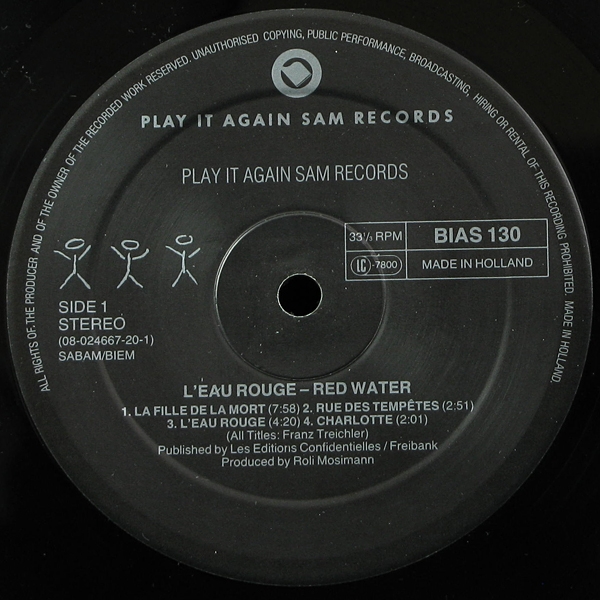 ALL RIGHTS OF THE PRODUCER AND OF THE OWNER OF THE RECORDED WORK RESERVED. UNAUTHORISED COPYING, PUBLIC PERFORMANCE, BROADCASTING, HIRING OR RENTAL OF THIS RECORDING PROHIBITED. MADE IN HOLLAND.
PLAY IT AGAIN SAM RECORDS
PLAY IT AGAIN SAM RECORDS
33⅓ RPM
BIAS 130
LC-7800
MADE IN HOLLAND
SIDE 1
STEREO
(08-024667-20-1)
SABAM/BIEM
L'EAU ROUGE – RED WATER
1. LA FILLE DE LA MORT (7:58) 2. RUE DES TEMPÊTES (2:51)
3. L'EAU ROUGE (4:20) 4. CHARLOTTE (2:01)
(All Titles: Franz Treichler)
Published by Les Editions Confidentielles / Freibank
Produced by Roli Mosimann